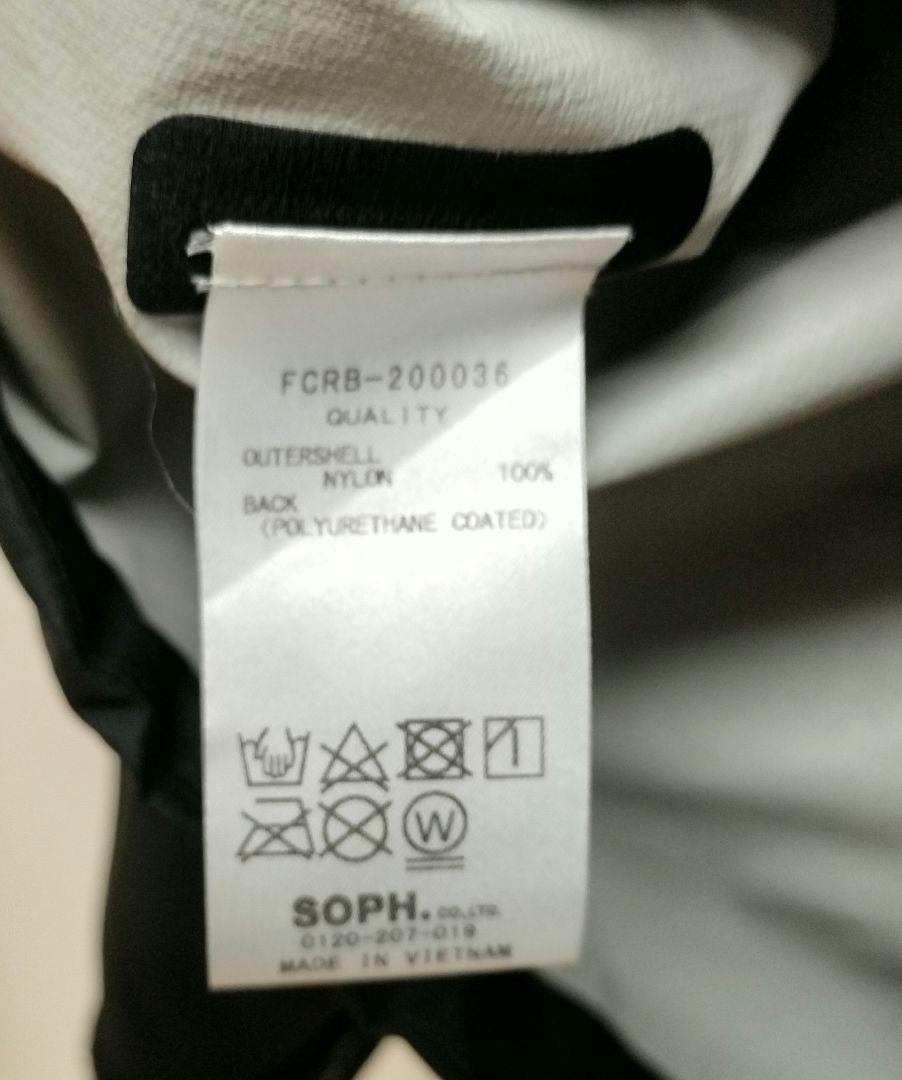 FCRB-200036
QUALITY
OUTERSHELL
NYLON 100%
BACK
(POLYURETHANE COATED)
W
SOPH.CO.,LTD.
0120-207-019
MADE IN VIETNAM